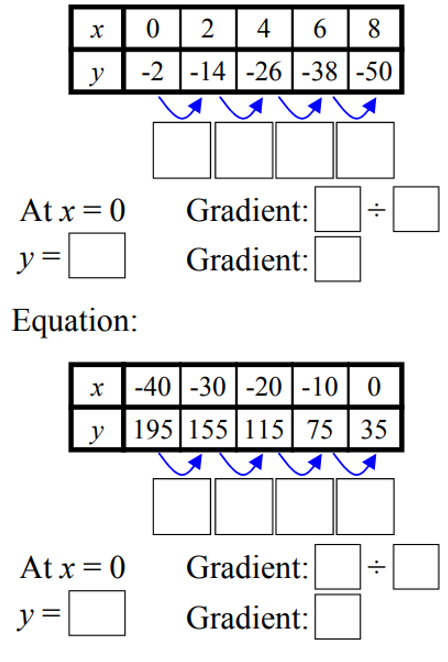 x 0 2 4 6 8
y -2 -14 -26 -38 -50
At x = 0 Gradient: ÷
y = Gradient:
Equation:
x -40 -30 -20 -10 0
y 195 155 115 75 35
At x = 0 Gradient: ÷
y = Gradient: